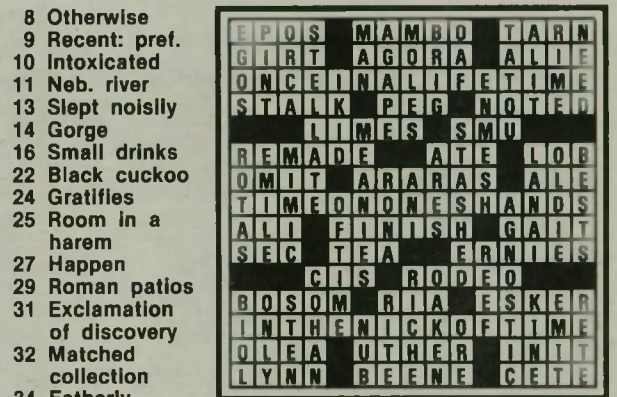 8 Otherwise
9 Recent: pref.
10 Intoxicated
11 Neb. river
13 Slept noisily
14 Gorge
16 Small drinks
22 Black cuckoo
24 Gratifies
25 Room in a
harem
27 Happen
29 Roman patios
31 Exclamation
of discovery
32 Matched
collection
34 Fatherly
EPOS MAMBO TARN
GIRT AGORA ALIE
ONCEINALIFETIME
STALK PEG NOTED
LIMES SMU
REMADE ATE LOB
OMIT ARARAS ALE
TIMEONONESHANDS
ALI FINISH GAIT
SEC TEA ERNIES
CIS RODEO
BOSOM RIA ESKER
INTHENICKOFTIME
OLEA UTHER INIT
LYNN BEENE CETE